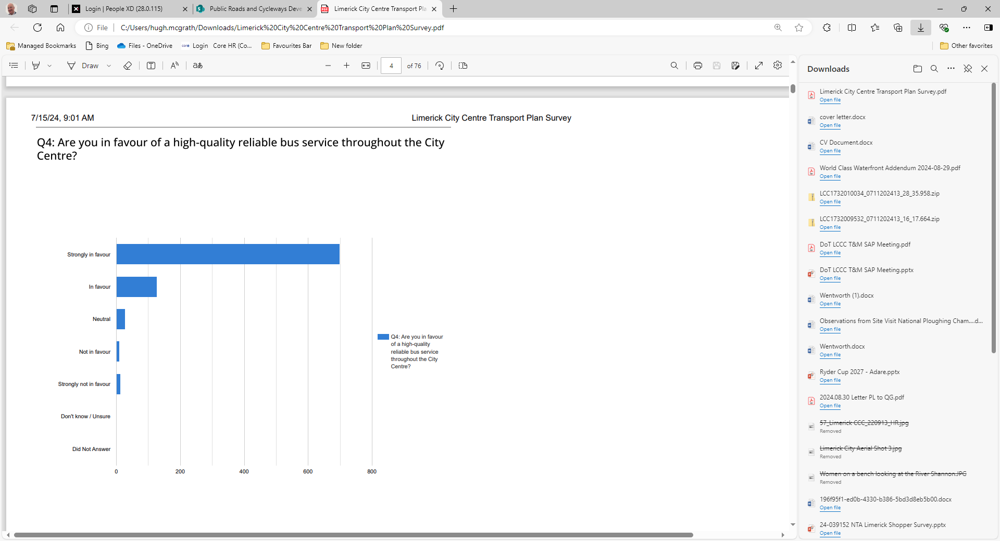 Login | People XD (28.0.115)
Public Roads and Cycleways Deve
Limerick City Centre Transport Pla
File
C:/Users/hugh.mcgrath/Downloads/Limerick%20City%20Centre%20Transport%20Plan%20Survey.pdf
Managed Bookmarks
Bing
Files - OneDrive
core Login
Core HR (Co...
Favourites Bar
New folder
Other favorites
Draw
4 of 76
7/15/24, 9:01 AM
Limerick City Centre Transport Plan Survey
Q4: Are you in favour of a high-quality reliable bus service throughout the City
Centre?
Strongly in favour
In favour
Neutral
Not in favour
Strongly not in favour
Don't know / Unsure
Did Not Answer
0 200 400 600 800
Q4: Are you in favour
of a high-quality
reliable bus service
throughout the City
Centre?
Downloads
Limerick City Centre Transport Plan Survey.pdf
Open file
cover letter.docx
Open file
CV Document.docx
Open file
World Class Waterfront Addendum 2024-08-29.pdf
Open file
LCC1732010034_0711202413_28_35.958.zip
Open file
LCC1732009532_0711202413_16_17.664.zip
Open file
DoT LCCC T&M SAP Meeting.pdf
Open file
DoT LCCC T&M SAP Meeting.pptx
Open file
Wentworth (1).docx
Open file
Observations from Site Visit National Ploughing Cham....d...
Open file
Wentworth.docx
Open file
Ryder Cup 2027 - Adare.pptx
Open file
2024.08.30 Letter PL to QG.pdf
Open file
57_Limerick CCC_220913_HR.jpg
Removed
Limerick City Aerial Shot 3.jpg
Removed
Women on a bench looking at the River Shannon.JPG
Removed
196f95f1-ed0b-4330-b386-5bd3d8eb5b00.docx
Open file
24-039152 NTA Limerick Shopper Survey.pptx
Open file